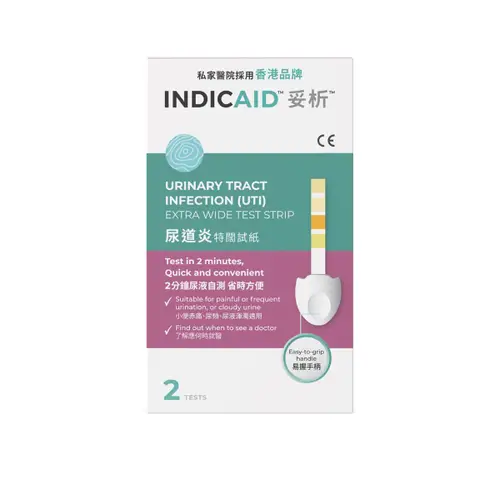 私家醫院採用香港品牌
INDICAID™ 妥析™
CE
URINARY TRACT
INFECTION (UTI)
EXTRA WIDE TEST STRIP
尿道炎特闊試紙
Test in 2 minutes,
Quick and convenient
2分鐘尿液自測 省時方便
✓ Suitable for painful or frequent
urination, or cloudy urine
小便赤痛、尿頻、尿液渾濁適用
✓ Find out when to see a doctor
了解應何時就醫
Easy-to-grip
handle
易握手柄
2 TESTS